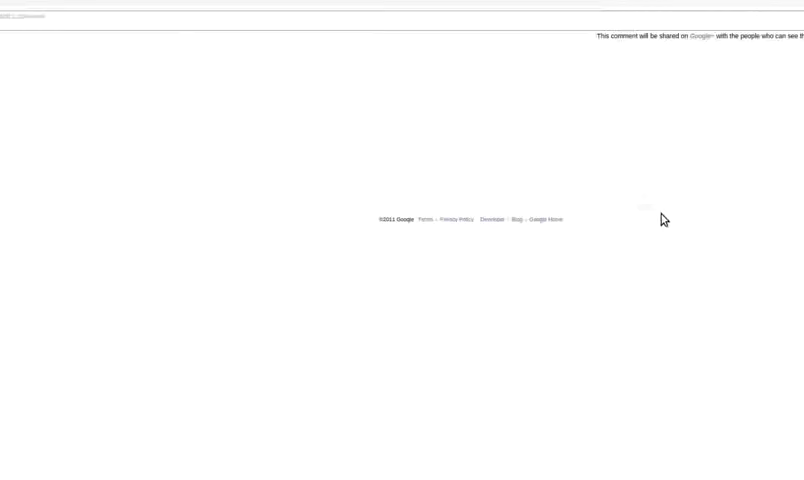 This comment will be shared on Google+ with the people who can see th
©2011 Google Terms - Privacy Policy Developer Blog - Google Home